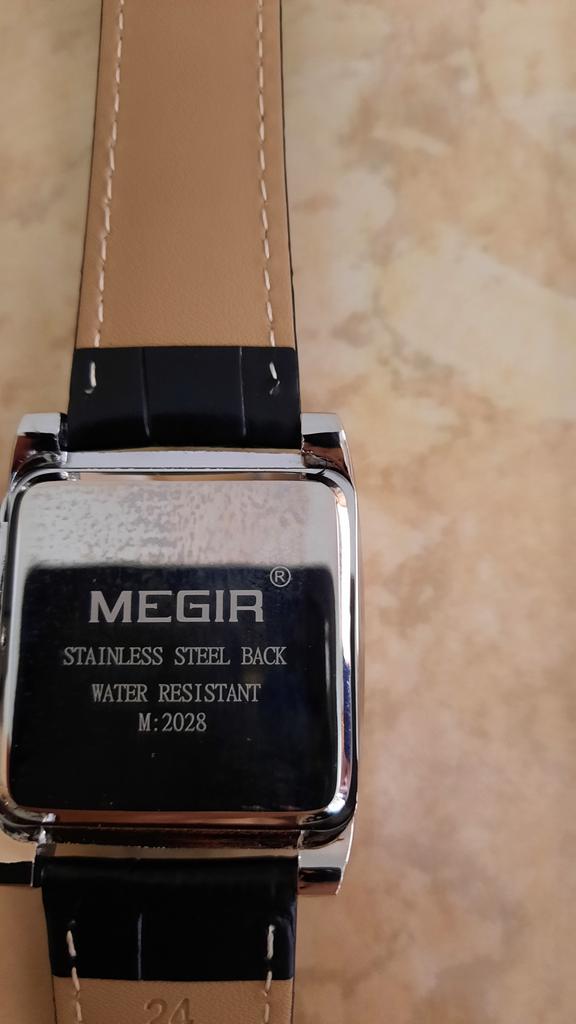 MEGIR®
STAINLESS STEEL BACK
WATER RESISTANT
M:2028
24